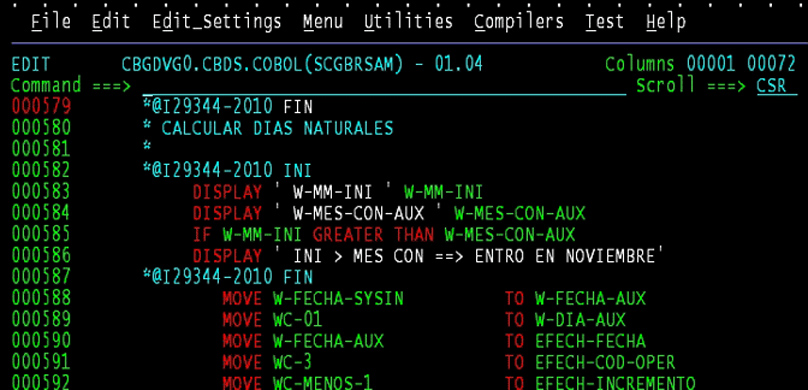 File Edit Edit_Settings Menu Utilities Compilers Test Help
EDIT CBGDVG0.CBDS.COBOL(SCGBRSAM) - 01.04 Columns 00001 00072
Command ===> Scroll ===> CSR
000579 *@I29344-2010 FIN
000580 * CALCULAR DIAS NATURALES
000581 *
000582 *@I29344-2010 INI
000583 DISPLAY ' W-MM-INI ' W-MM-INI
000584 DISPLAY ' W-MES-CON-AUX ' W-MES-CON-AUX
000585 IF W-MM-INI GREATER THAN W-MES-CON-AUX
000586 DISPLAY ' INI > MES CON ==> ENTRO EN NOVIEMBRE'
000587 *@I29344-2010 FIN
000588 MOVE W-FECHA-SYSIN TO W-FECHA-AUX
000589 MOVE WC-01 TO W-DIA-AUX
000590 MOVE W-FECHA-AUX TO EFECH-FECHA
000591 MOVE WC-3 TO EFECH-COD-OPER
000592 MOVE WC-MENOS-1 TO EFECH-INCREMENTO